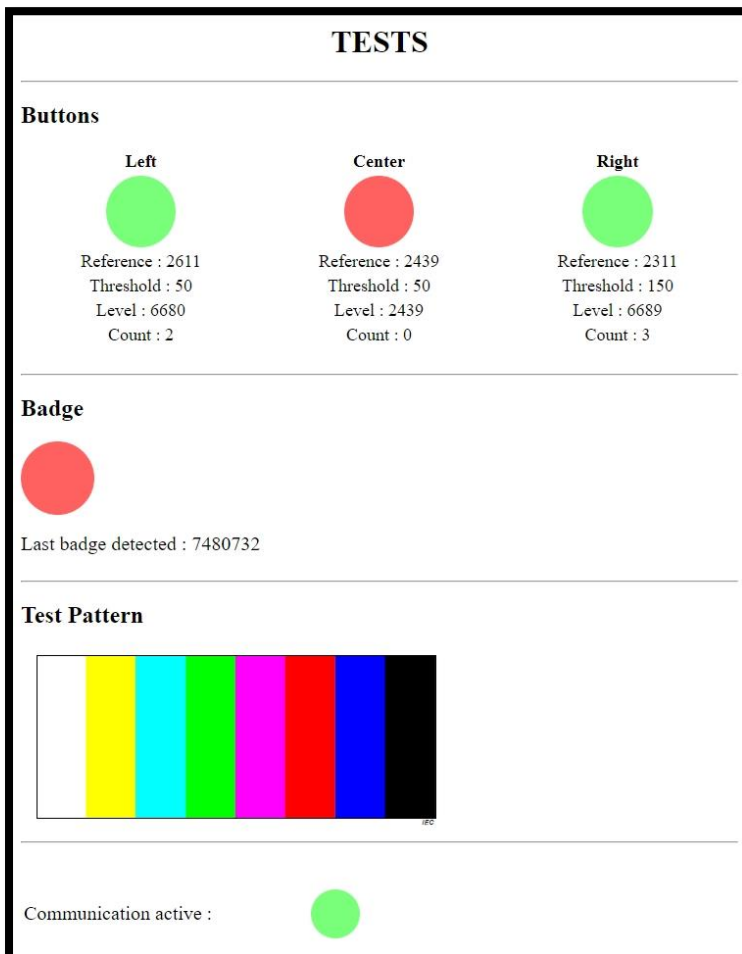 TESTS
Buttons
Left Center Right
Reference : 2611 Reference : 2439 Reference : 2311
Threshold : 50 Threshold : 50 Threshold : 150
Level : 6680 Level : 2439 Level : 6689
Count : 2 Count : 0 Count : 3
Badge
Last badge detected : 7480732
Test Pattern
IEC
Communication active :